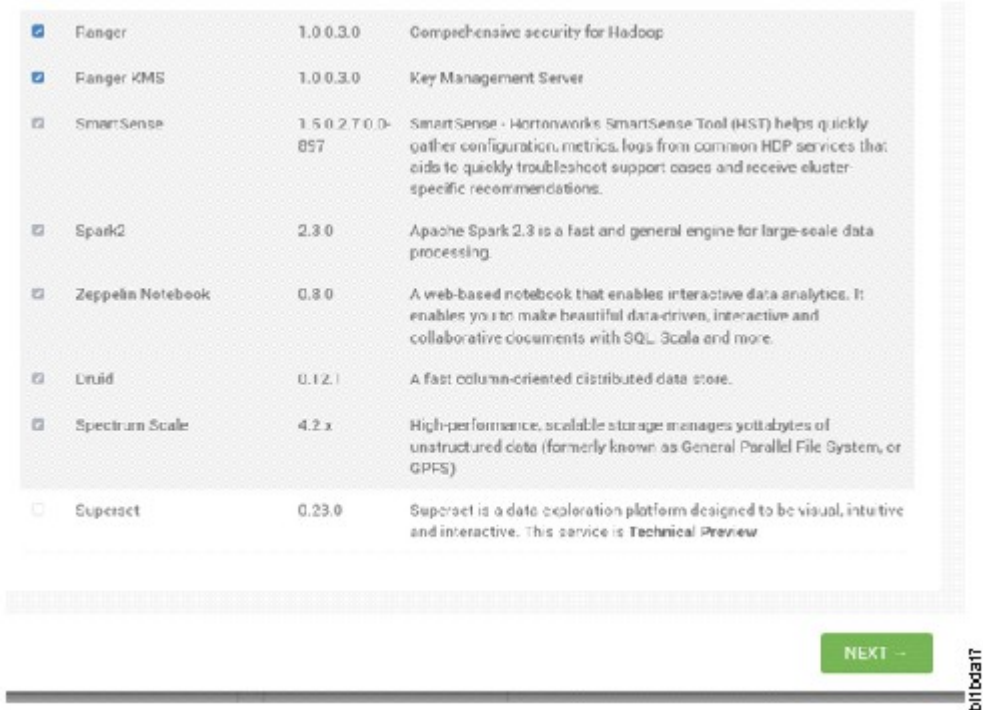 Ranger 1.0.0.3.0 Comprehensive security for Hadoop
Ranger KMS 1.0.0.3.0 Key Management Server
SmartSense 1.5.0.2.7.0.0- SmartSense - Hortonworks SmartSense Tool (HST) helps quickly
897 gather configuration, metrics, logs from common HDP services that
aids to quickly troubleshoot support cases and receive cluster-
specific recommendations.
Spark2 2.3.0 Apache Spark 2.3 is a fast and general engine for large-scale data
processing.
Zeppelin Notebook 0.8.0 A web-based notebook that enables interactive data analytics. It
enables you to make beautiful data-driven, interactive and
collaborative documents with SQL, Scala and more.
Druid 0.12.1 A fast column-oriented distributed data store.
Spectrum Scale 4.2.x High-performance, scalable storage manages yottabytes of
unstructured data (formerly known as General Parallel File System, or
GPFS)
Superset 0.23.0 Superset is a data exploration platform designed to be visual, intuitive
and interactive. This service is Technical Preview
NEXT →
bl1bda17